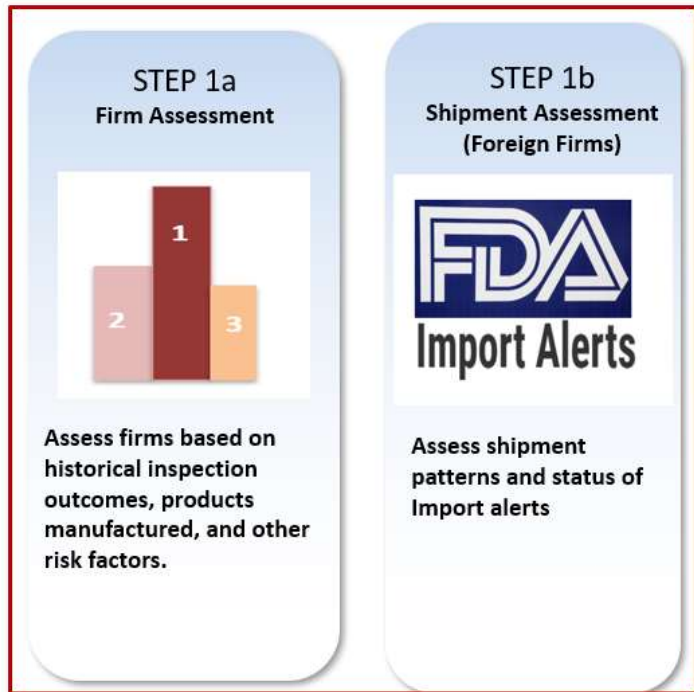 STEP 1a
Firm Assessment
1
2
3
Assess firms based on
historical inspection
outcomes, products
manufactured, and other
risk factors.
STEP 1b
Shipment Assessment
(Foreign Firms)
FDA
Import Alerts
Assess shipment
patterns and status of
Import alerts